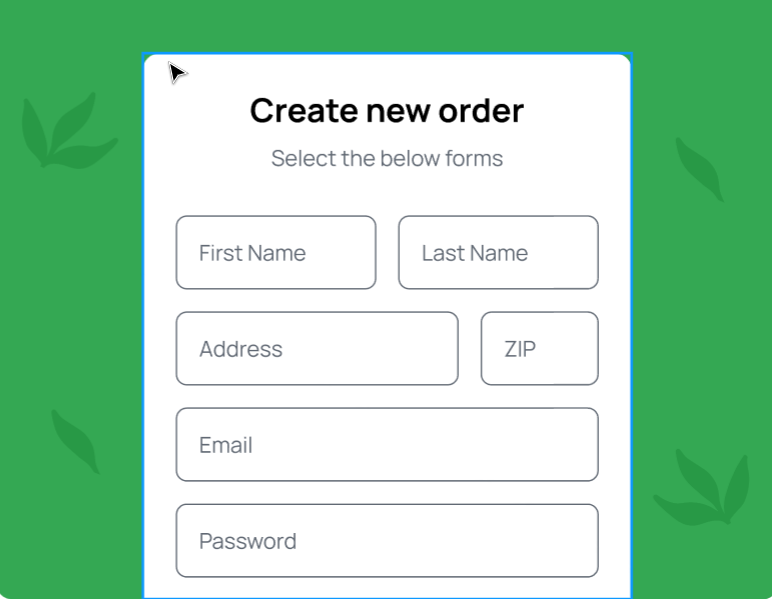 Create new order
Select the below forms
First Name Last Name
Address ZIP
Email
Password